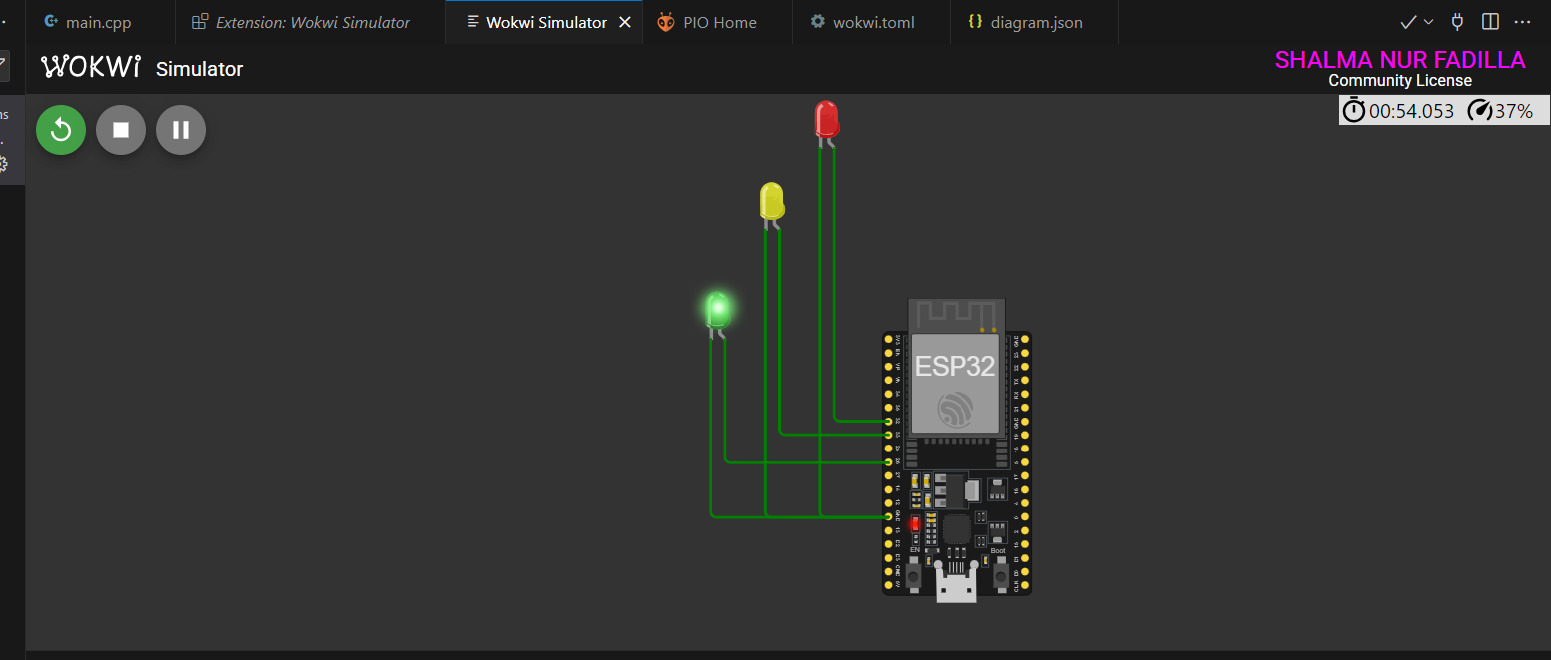 main.cpp
Extension: Wokwi Simulator
Wokwi Simulator
PIO Home
wokwi.toml
diagram.json
WOKWI Simulator
SHALMA NUR FADILLA
Community License
00:54.053 37%
ESP32
EN
Boot